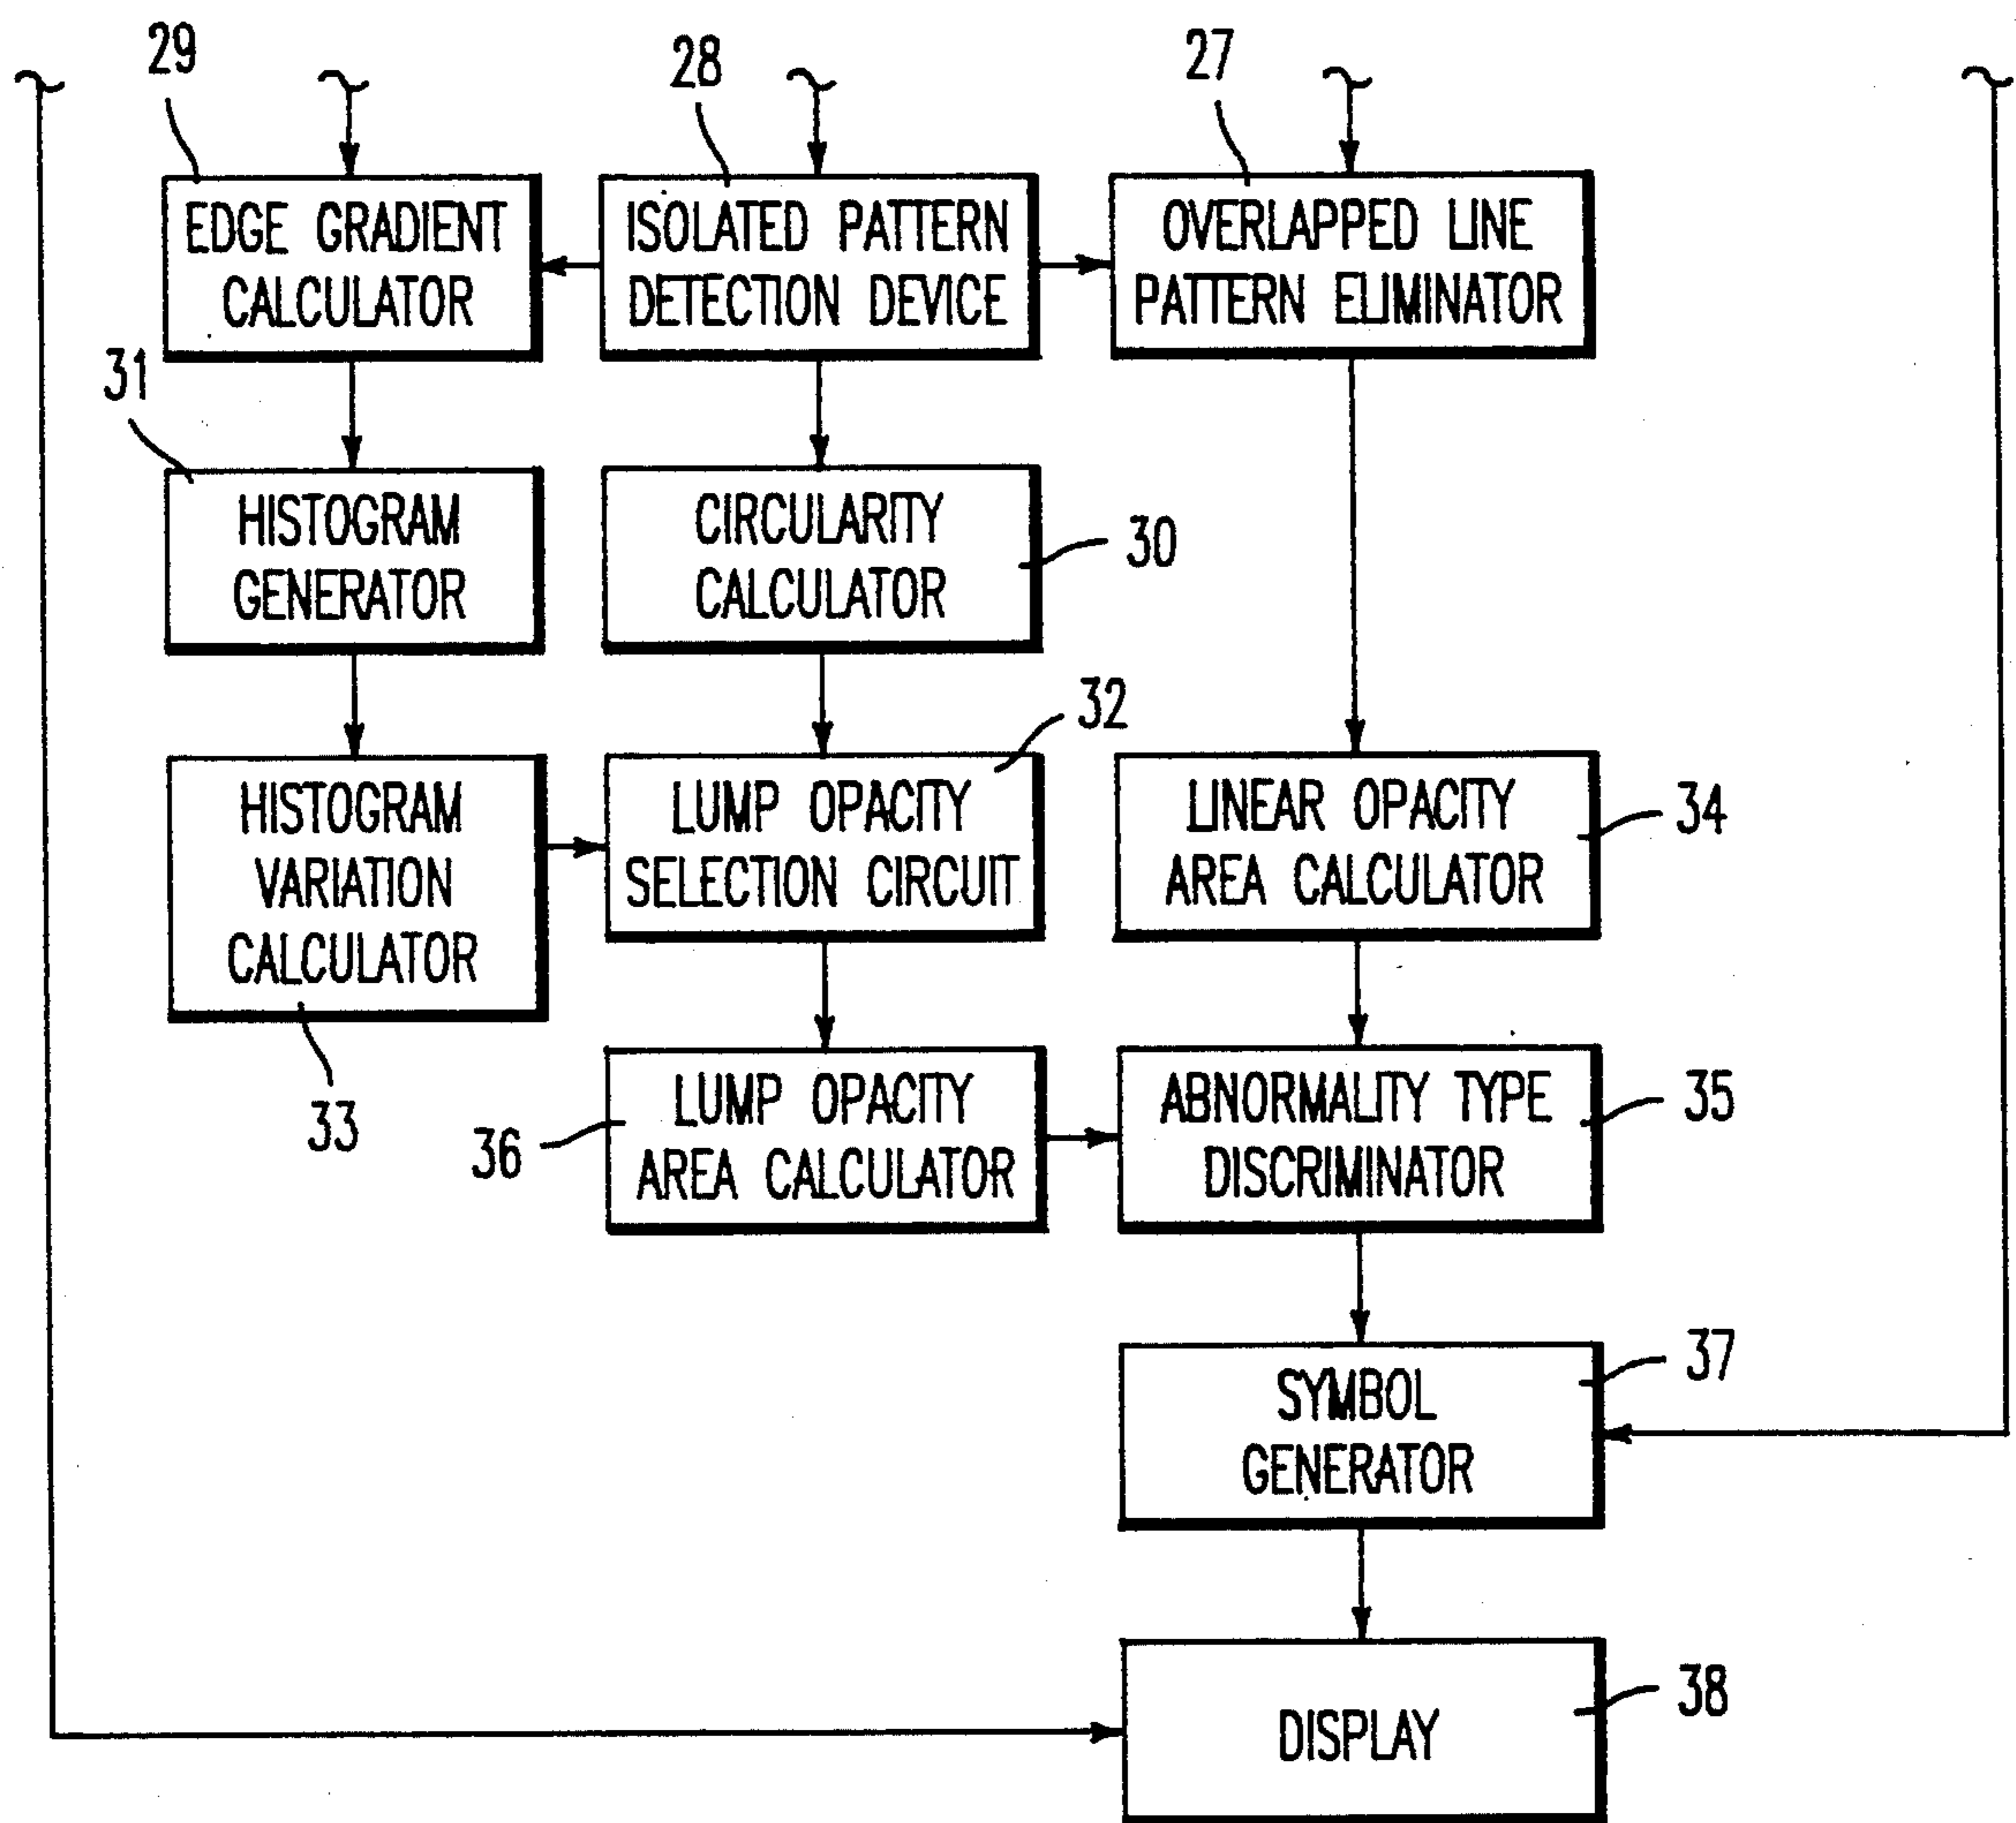 29
28
27
EDGE GRADIENT
CALCULATOR
ISOLATED PATTERN
DETECTION DEVICE
OVERLAPPED LINE
PATTERN ELIMINATOR
31
HISTOGRAM
GENERATOR
CIRCULARITY
CALCULATOR
30
32
HISTOGRAM
VARIATION
CALCULATOR
33
LUMP OPACITY
SELECTION CIRCUIT
LINEAR OPACITY
AREA CALCULATOR
34
36
LUMP OPACITY
AREA CALCULATOR
ABNORMALITY TYPE
DISCRIMINATOR
35
SYMBOL
GENERATOR
37
DISPLAY
38